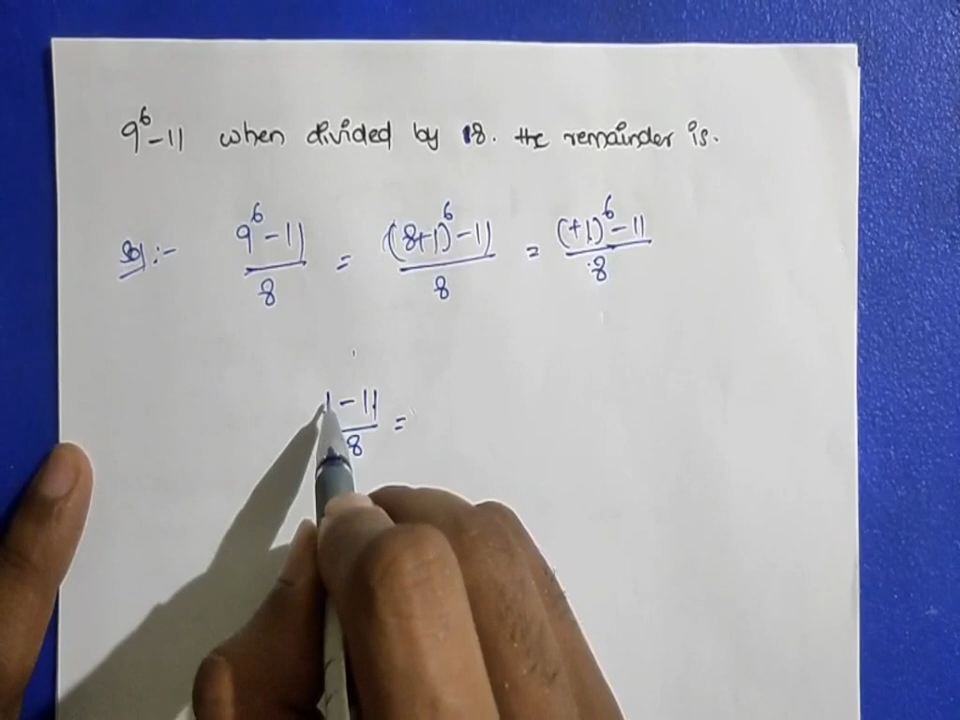 9^6 - 11 when divided by 18. the remainder is.
Sol :- (9^6 - 11)/8 = ((8+1)^6 - 11)/8 = ((+1)^6 - 11)/8
(1 - 11)/8 =